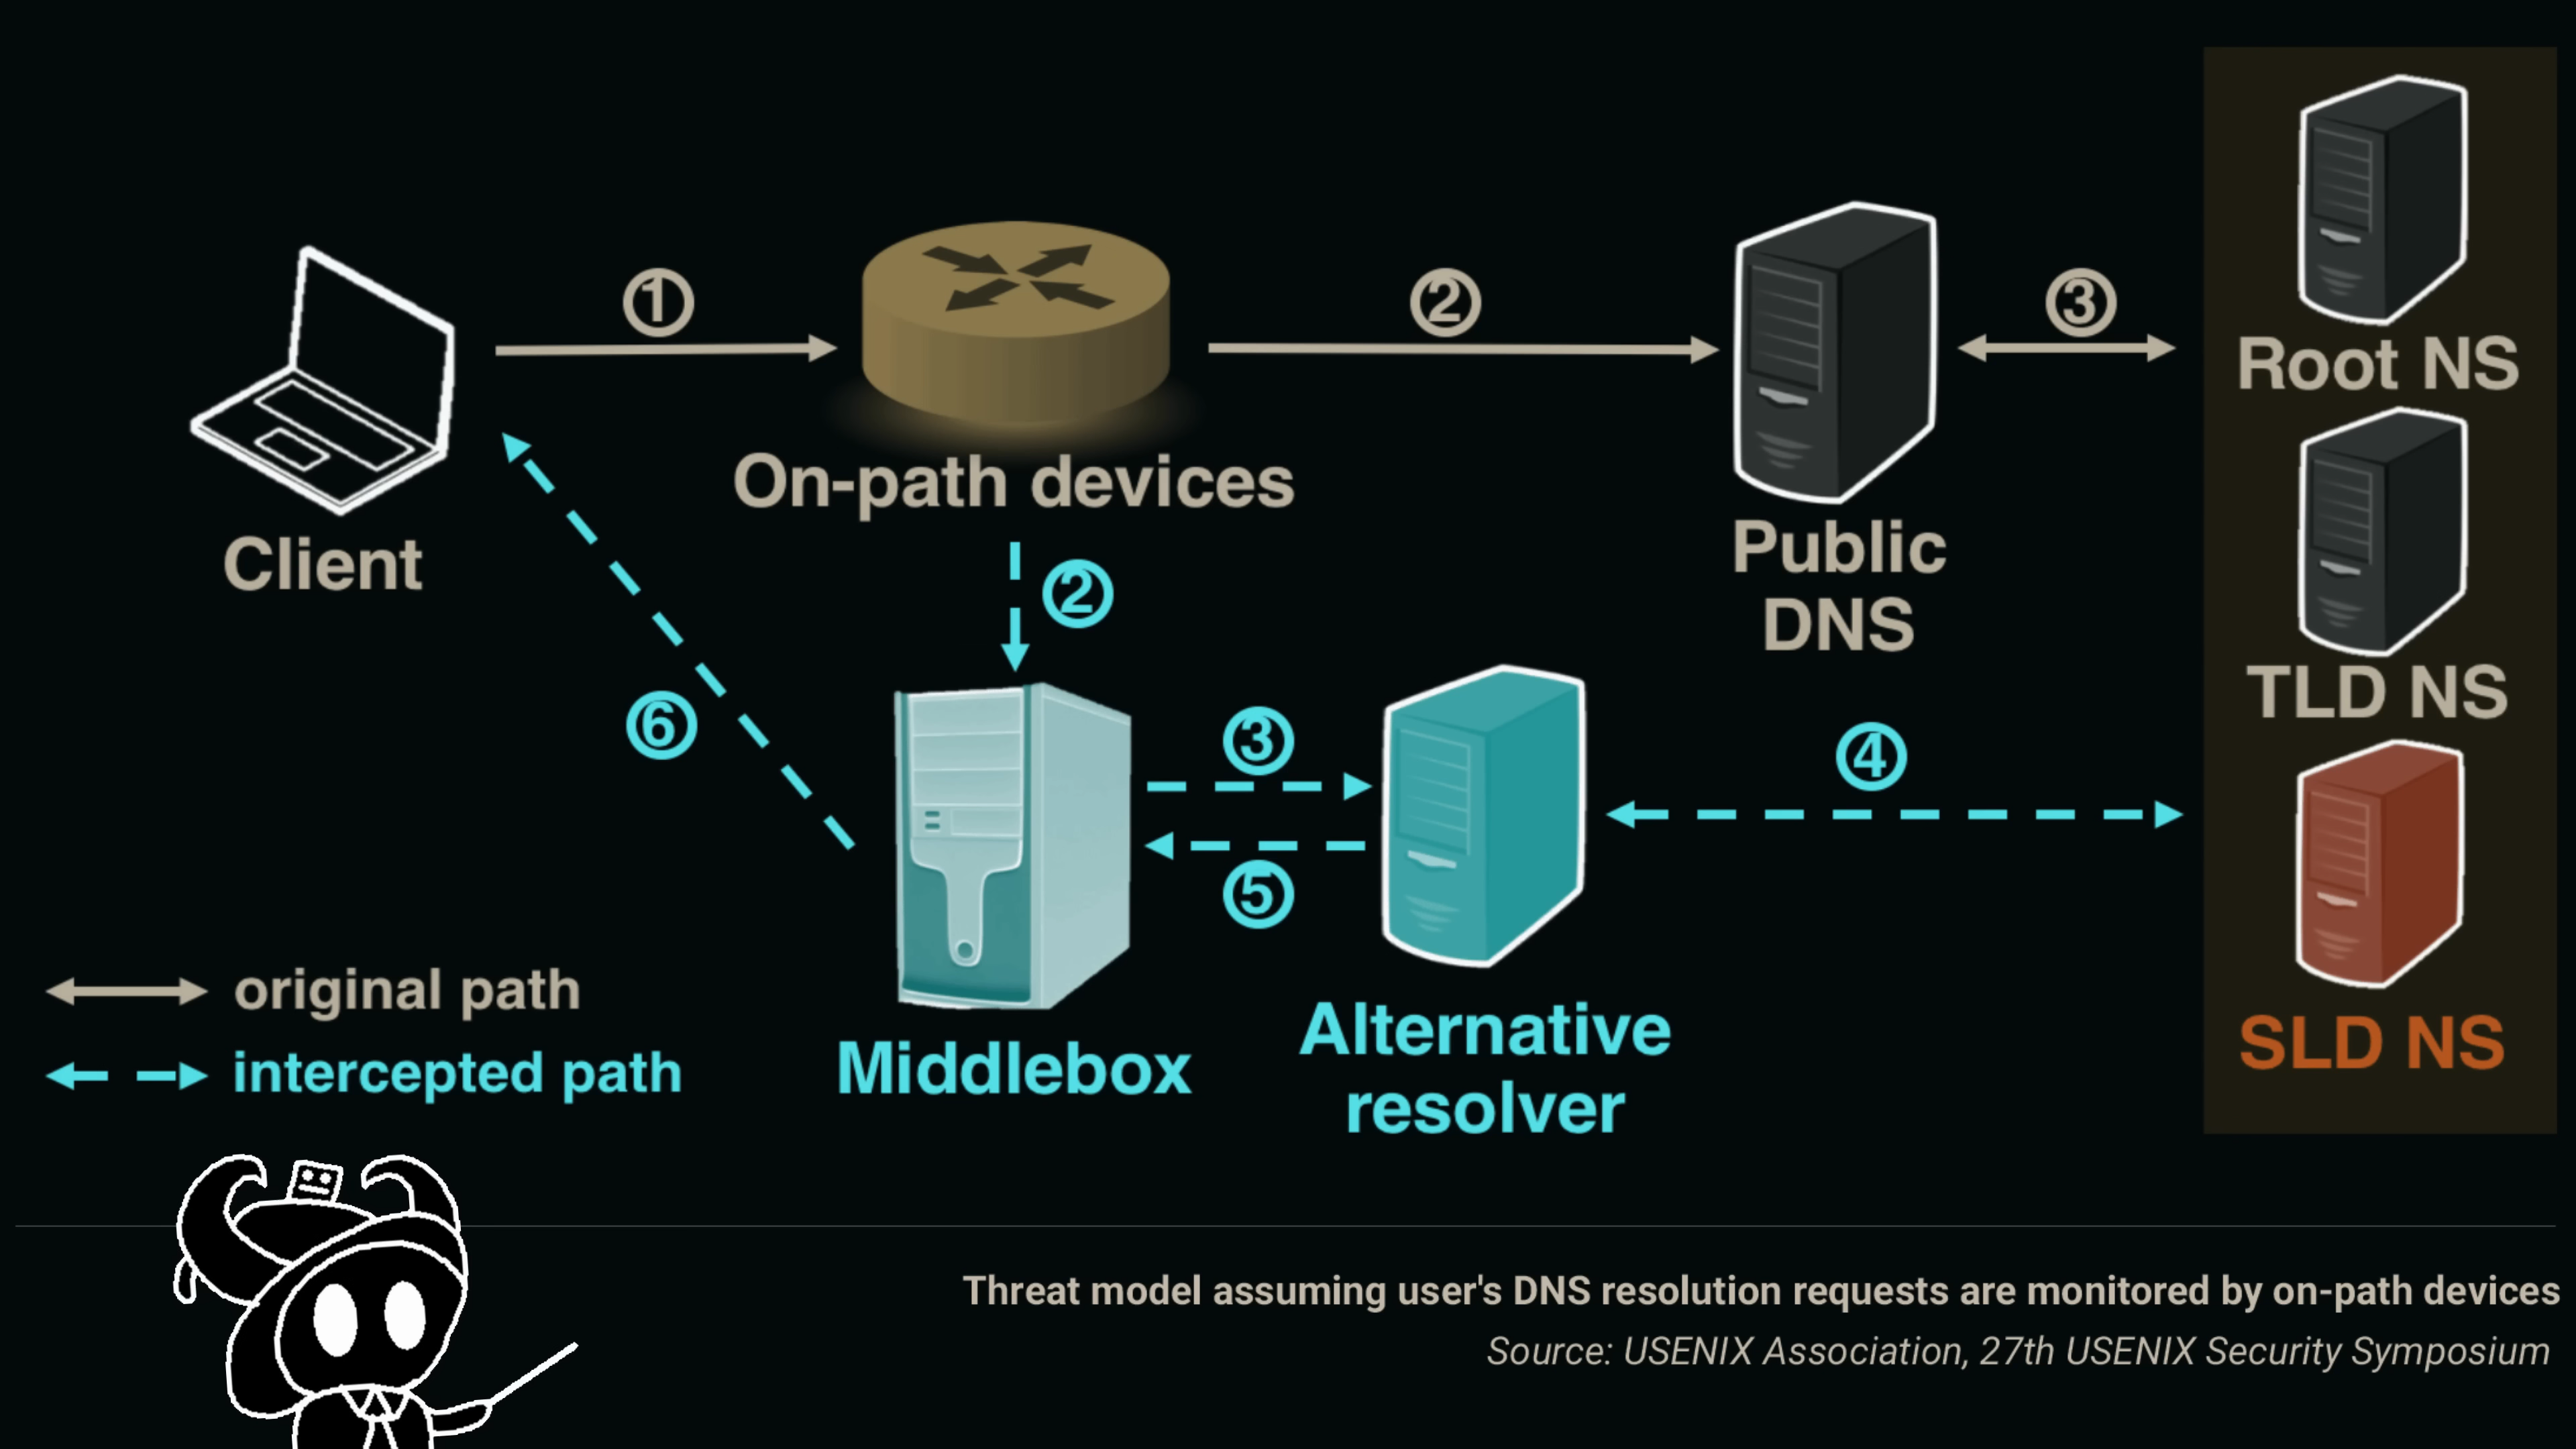 ①
②
③
Root NS
On-path devices
Client
Public
DNS
②
TLD NS
⑥
③
④
⑤
original path
Alternative
resolver
SLD NS
intercepted path
Middlebox
Threat model assuming user's DNS resolution requests are monitored by on-path devices
Source: USENIX Association, 27th USENIX Security Symposium